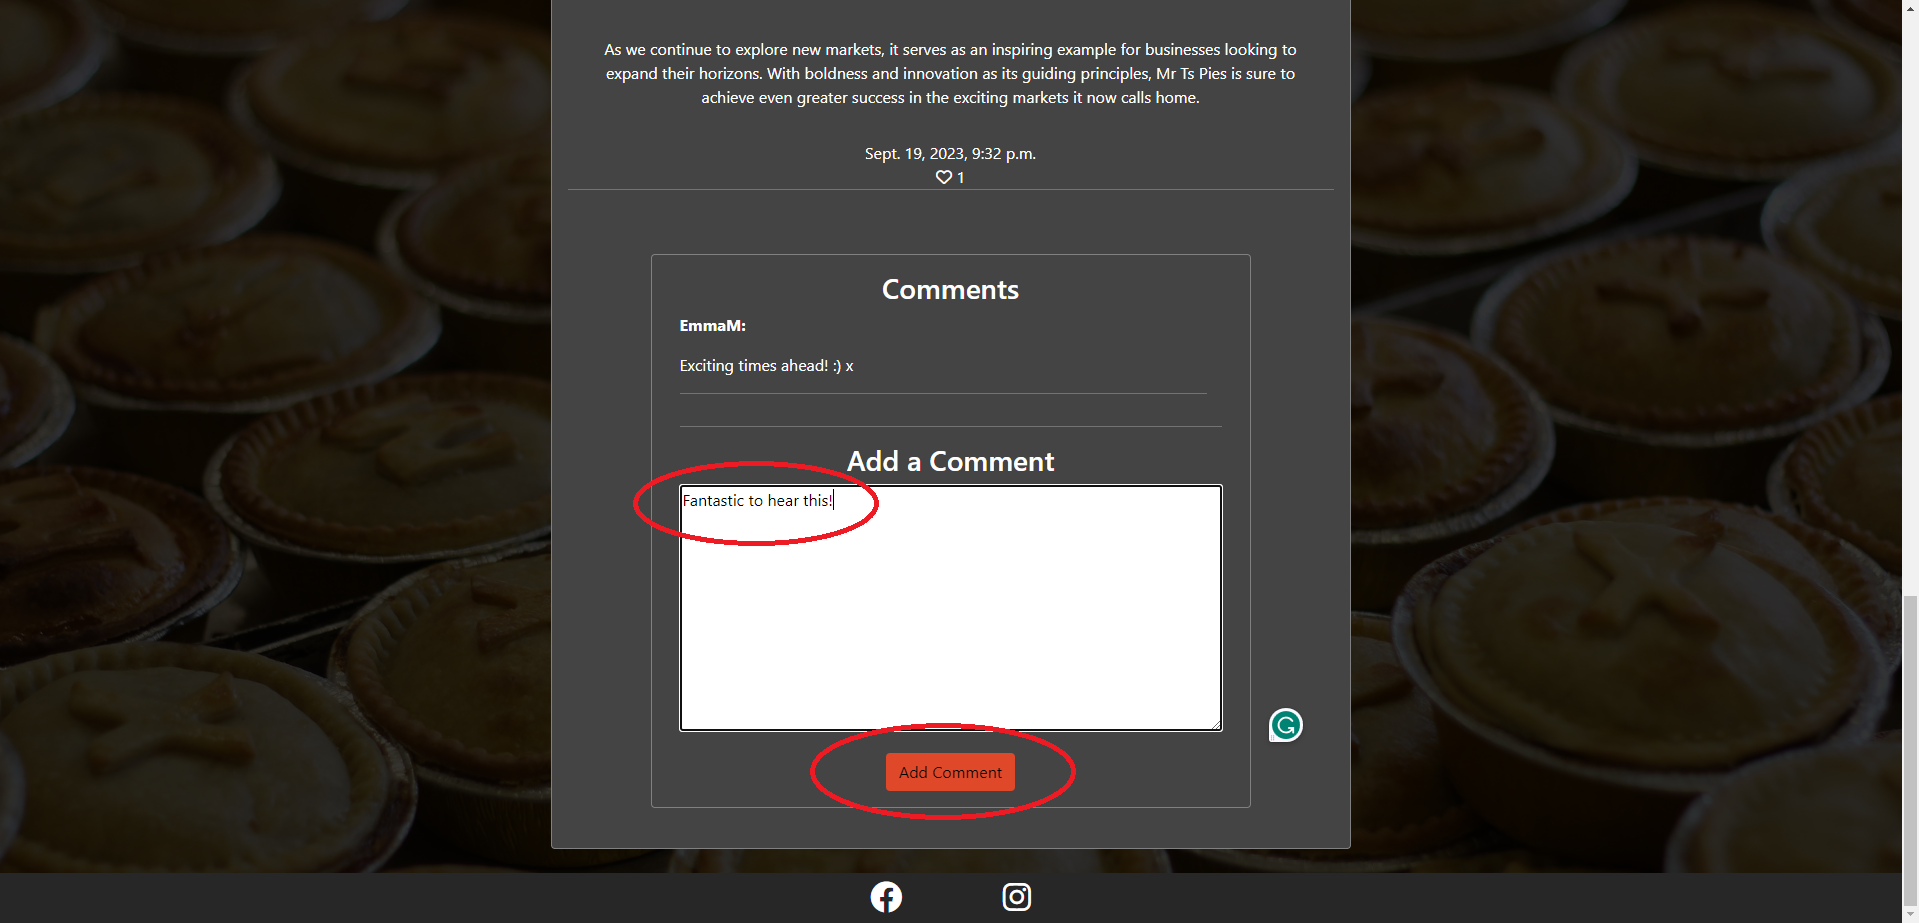 As we continue to explore new markets, it serves as an inspiring example for businesses looking to
expand their horizons. With boldness and innovation as its guiding principles, Mr Ts Pies is sure to
achieve even greater success in the exciting markets it now calls home.
Sept. 19, 2023, 9:32 p.m.
1
Comments
EmmaM:
Exciting times ahead! :) x
Add a Comment
Fantastic to hear this!
Add Comment